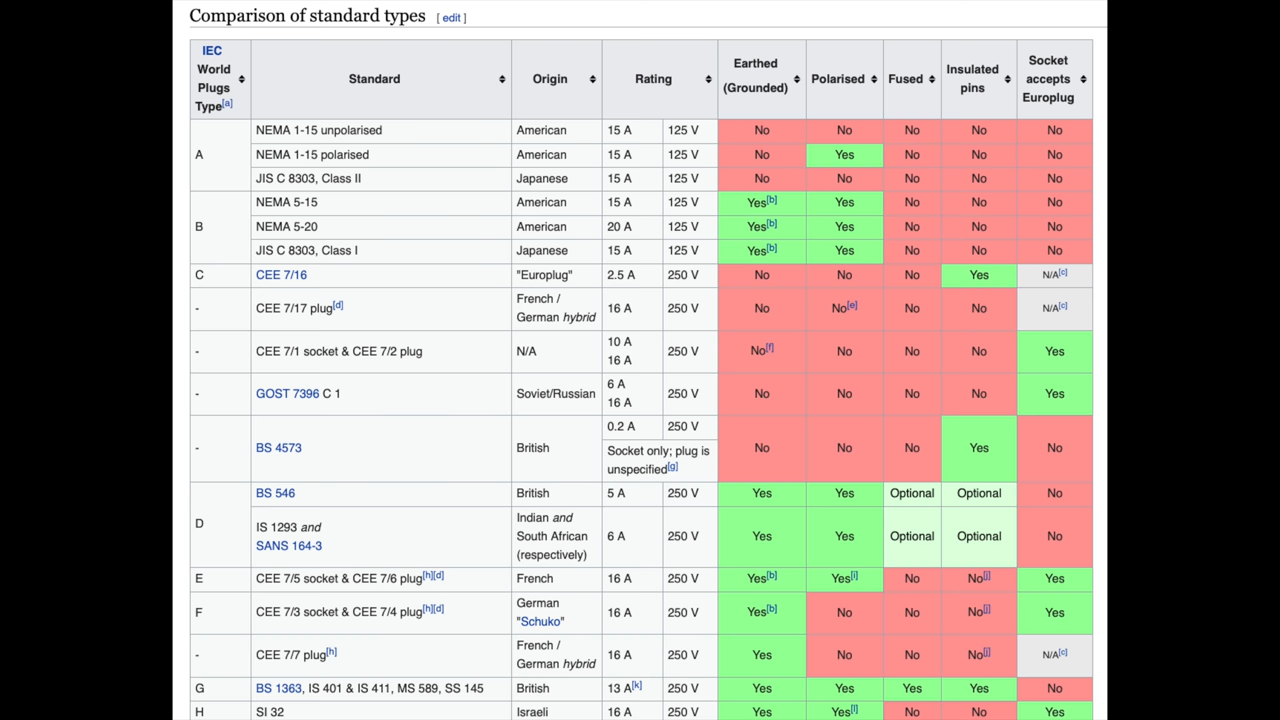 Comparison of standard types [ edit ]
IEC World Plugs Type[a] Standard Origin Rating Earthed (Grounded) Polarised Fused Insulated pins Socket accepts Europlug
A NEMA 1-15 unpolarised American 15 A 125 V No No No No No
NEMA 1-15 polarised American 15 A 125 V No Yes No No No
JIS C 8303, Class II Japanese 15 A 125 V No No No No No
B NEMA 5-15 American 15 A 125 V Yes[b] Yes No No No
NEMA 5-20 American 20 A 125 V Yes[b] Yes No No No
JIS C 8303, Class I Japanese 15 A 125 V Yes[b] Yes No No No
C CEE 7/16 "Europlug" 2.5 A 250 V No No No Yes N/A[c]
- CEE 7/17 plug[d] French / German hybrid 16 A 250 V No No[e] No No N/A[c]
- CEE 7/1 socket & CEE 7/2 plug N/A 10 A 16 A 250 V No[f] No No No Yes
- GOST 7396 C 1 Soviet/Russian 6 A 16 A 250 V No No No No Yes
- BS 4573 British 0.2 A 250 V Socket only; plug is unspecified[g] No No No Yes No
D BS 546 British 5 A 250 V Yes Yes Optional Optional No
IS 1293 and SANS 164-3 Indian and South African (respectively) 6 A 250 V Yes Yes Optional Optional No
E CEE 7/5 socket & CEE 7/6 plug[h][d] French 16 A 250 V Yes[b] Yes[i] No No[j] Yes
F CEE 7/3 socket & CEE 7/4 plug[h][d] German "Schuko" 16 A 250 V Yes[b] No No No[j] Yes
- CEE 7/7 plug[h] French / German hybrid 16 A 250 V Yes No No No[j] N/A[c]
G BS 1363, IS 401 & IS 411, MS 589, SS 145 British 13 A[k] 250 V Yes Yes Yes Yes No
H SI 32 Israeli 16 A 250 V Yes Yes[l] No No Yes